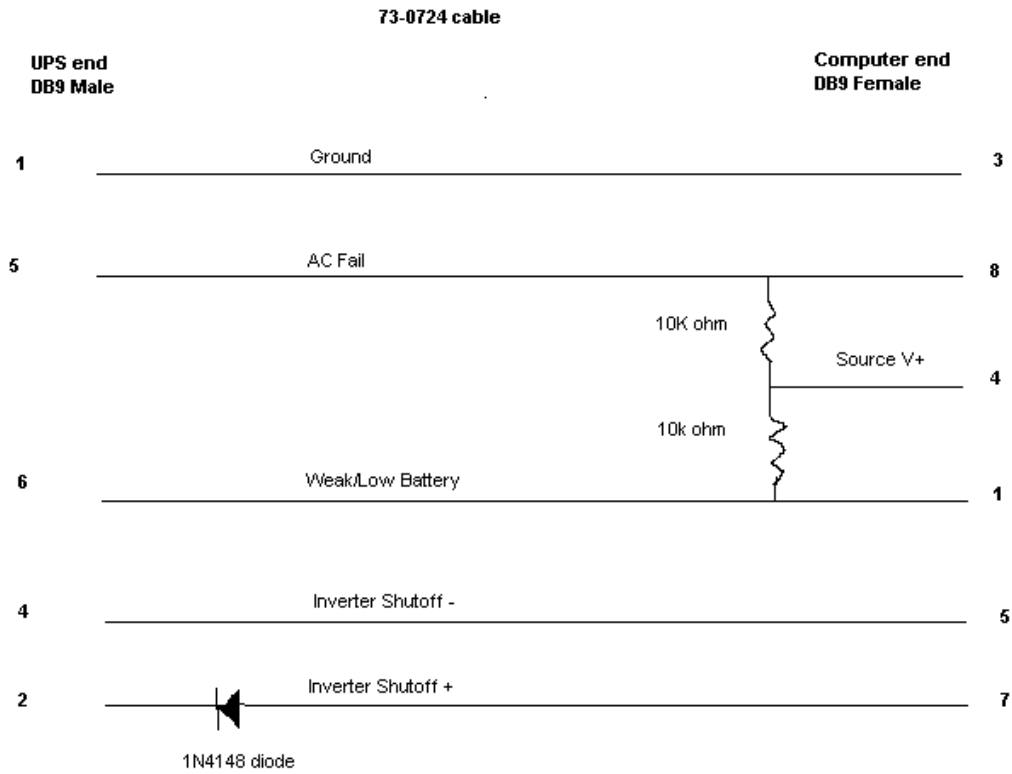 73-0724 cable
UPS end
DB9 Male
Computer end
DB9 Female
1
Ground
3
5
AC Fail
8
10K ohm
Source V+
4
10k ohm
6
Weak/Low Battery
1
4
Inverter Shutoff -
5
2
Inverter Shutoff +
7
1N4148 diode